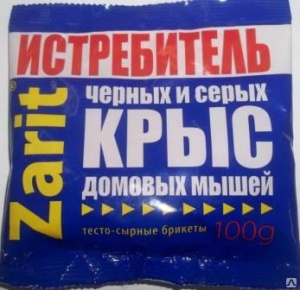 ИСТРЕБИТЕЛЬ
Zarit®
черных и серых
КРЫС
домовых мышей
тесто-сырные брикеты 100g